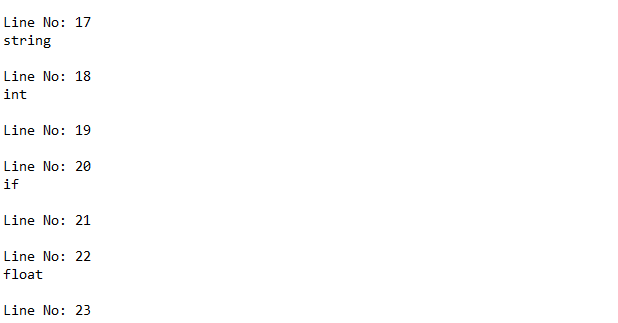 Line No: 17
string
Line No: 18
int
Line No: 19
Line No: 20
if
Line No: 21
Line No: 22
float
Line No: 23